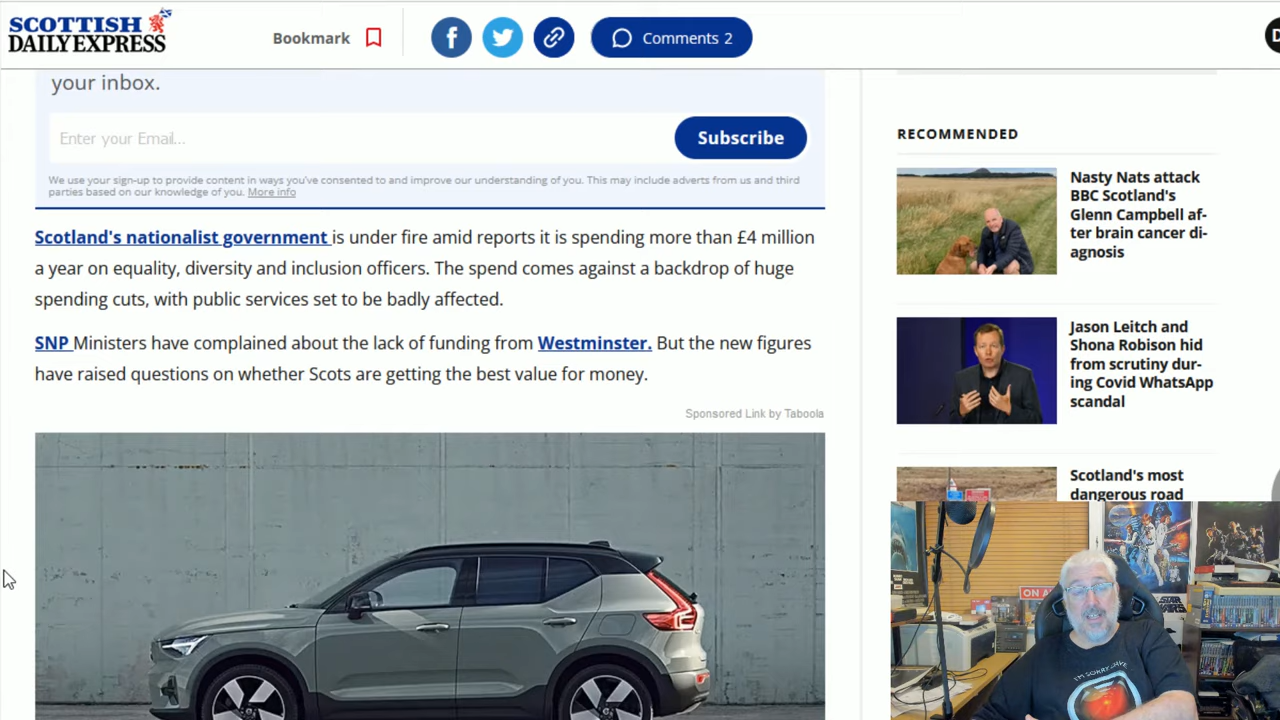 SCOTTISH
DAILY EXPRESS
Bookmark
Comments 2
your inbox.
Enter your Email...
Subscribe
We use your sign-up to provide content in ways you've consented to and improve our understanding of you. This may include adverts from us and third
parties based on our knowledge of you. More info
Scotland's nationalist government is under fire amid reports it is spending more than £4 million
a year on equality, diversity and inclusion officers. The spend comes against a backdrop of huge
spending cuts, with public services set to be badly affected.
SNP Ministers have complained about the lack of funding from Westminster. But the new figures
have raised questions on whether Scots are getting the best value for money.
Sponsored Link by Taboola
RECOMMENDED
Nasty Nats attack
BBC Scotland's
Glenn Campbell af-
ter brain cancer di-
agnosis
Jason Leitch and
Shona Robison hid
from scrutiny dur-
ing Covid WhatsApp
scandal
Scotland's most
dangerous road
ON A
I'M SORRY DAVE